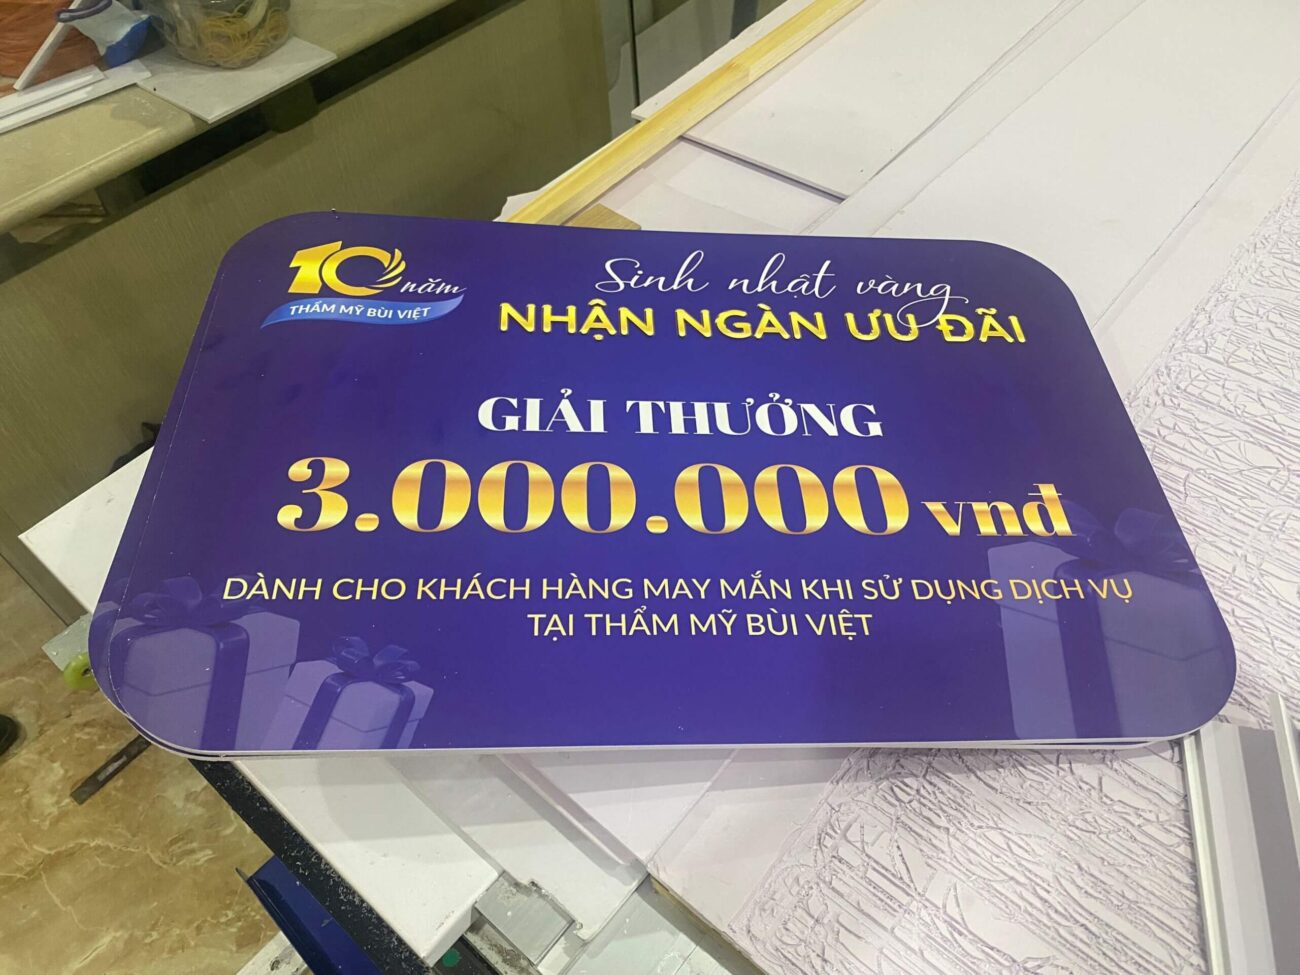 10 năm
THẨM MỸ BÙI VIỆT
Sinh nhật vàng
NHẬN NGÀN ƯU ĐÃI
GIẢI THƯỞNG
3.000.000 vnđ
DÀNH CHO KHÁCH HÀNG MAY MẮN KHI SỬ DỤNG DỊCH VỤ
TẠI THẨM MỸ BÙI VIỆT